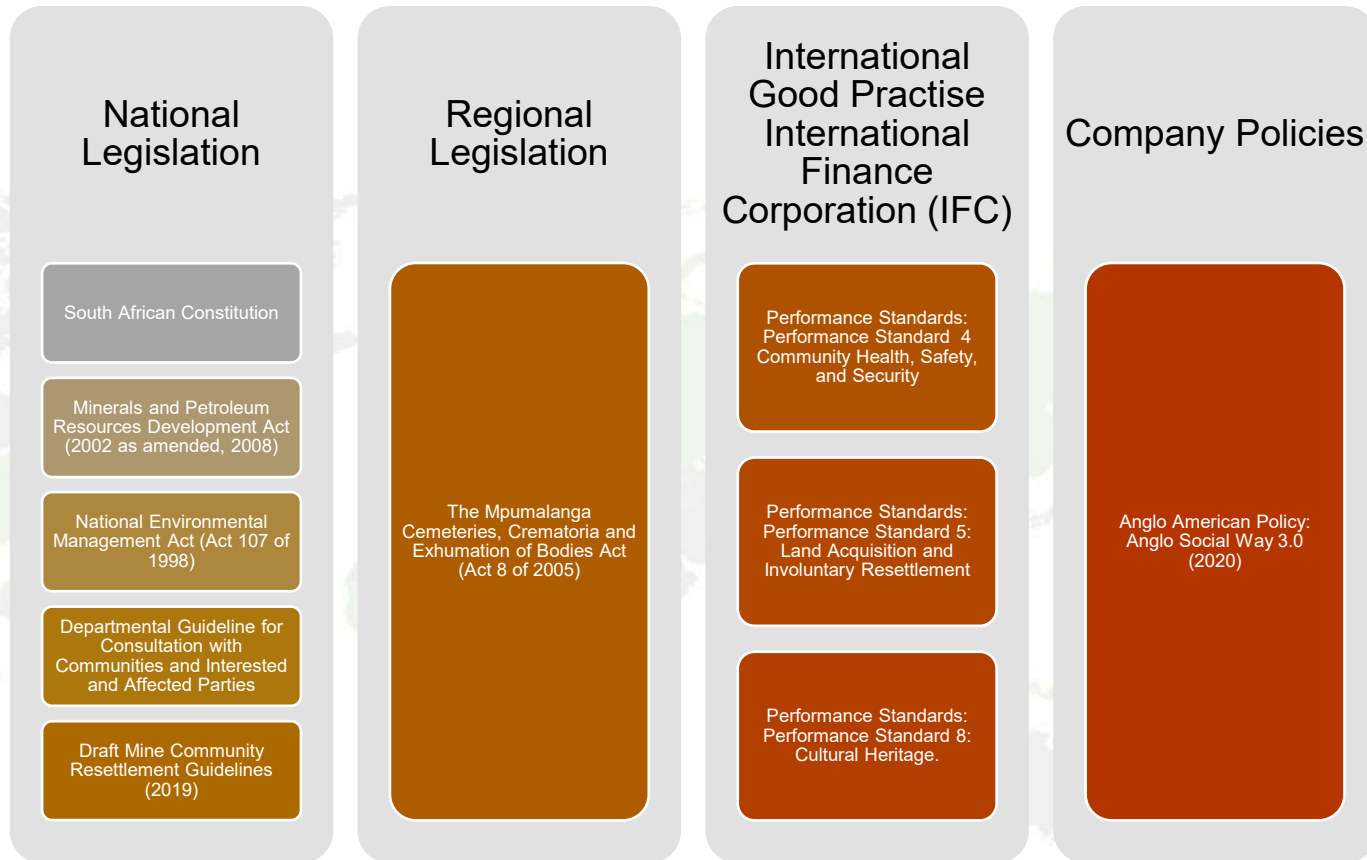 National
Legislation
South African Constitution
Minerals and Petroleum
Resources Development Act
(2002 as amended, 2008)
National Environmental
Management Act (Act 107 of
1998)
Departmental Guideline for
Consultation with
Communities and Interested
and Affected Parties
Draft Mine Community
Resettlement Guidelines
(2019)
Regional
Legislation
The Mpumalanga
Cemeteries, Crematoria and
Exhumation of Bodies Act
(Act 8 of 2005)
International
Good Practise
International
Finance
Corporation (IFC)
Performance Standards:
Performance Standard 4
Community Health, Safety,
and Security
Performance Standards:
Performance Standard 5:
Land Acquisition and
Involuntary Resettlement
Performance Standards:
Performance Standard 8:
Cultural Heritage.
Company Policies
Anglo American Policy:
Anglo Social Way 3.0
(2020)